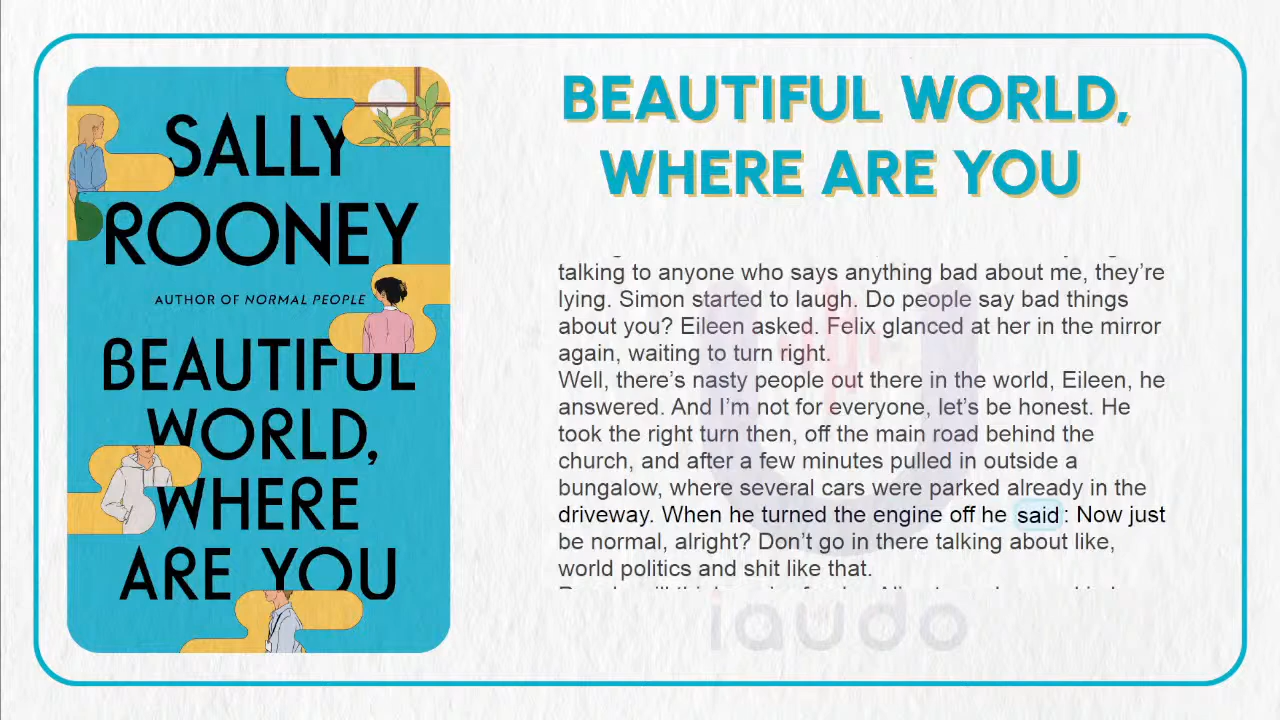 SALLY
ROONEY
AUTHOR OF NORMAL PEOPLE
BEAUTIFUL
WORLD,
WHERE
ARE YOU
BEAUTIFUL WORLD,
WHERE ARE YOU
talking to anyone who says anything bad about me, they’re
lying. Simon started to laugh. Do people say bad things
about you? Eileen asked. Felix glanced at her in the mirror
again, waiting to turn right.
Well, there’s nasty people out there in the world, Eileen, he
answered. And I’m not for everyone, let’s be honest. He
took the right turn then, off the main road behind the
church, and after a few minutes pulled in outside a
bungalow, where several cars were parked already in the
driveway. When he turned the engine off he said: Now just
be normal, alright? Don’t go in there talking about like,
world politics and shit like that.
iaudo